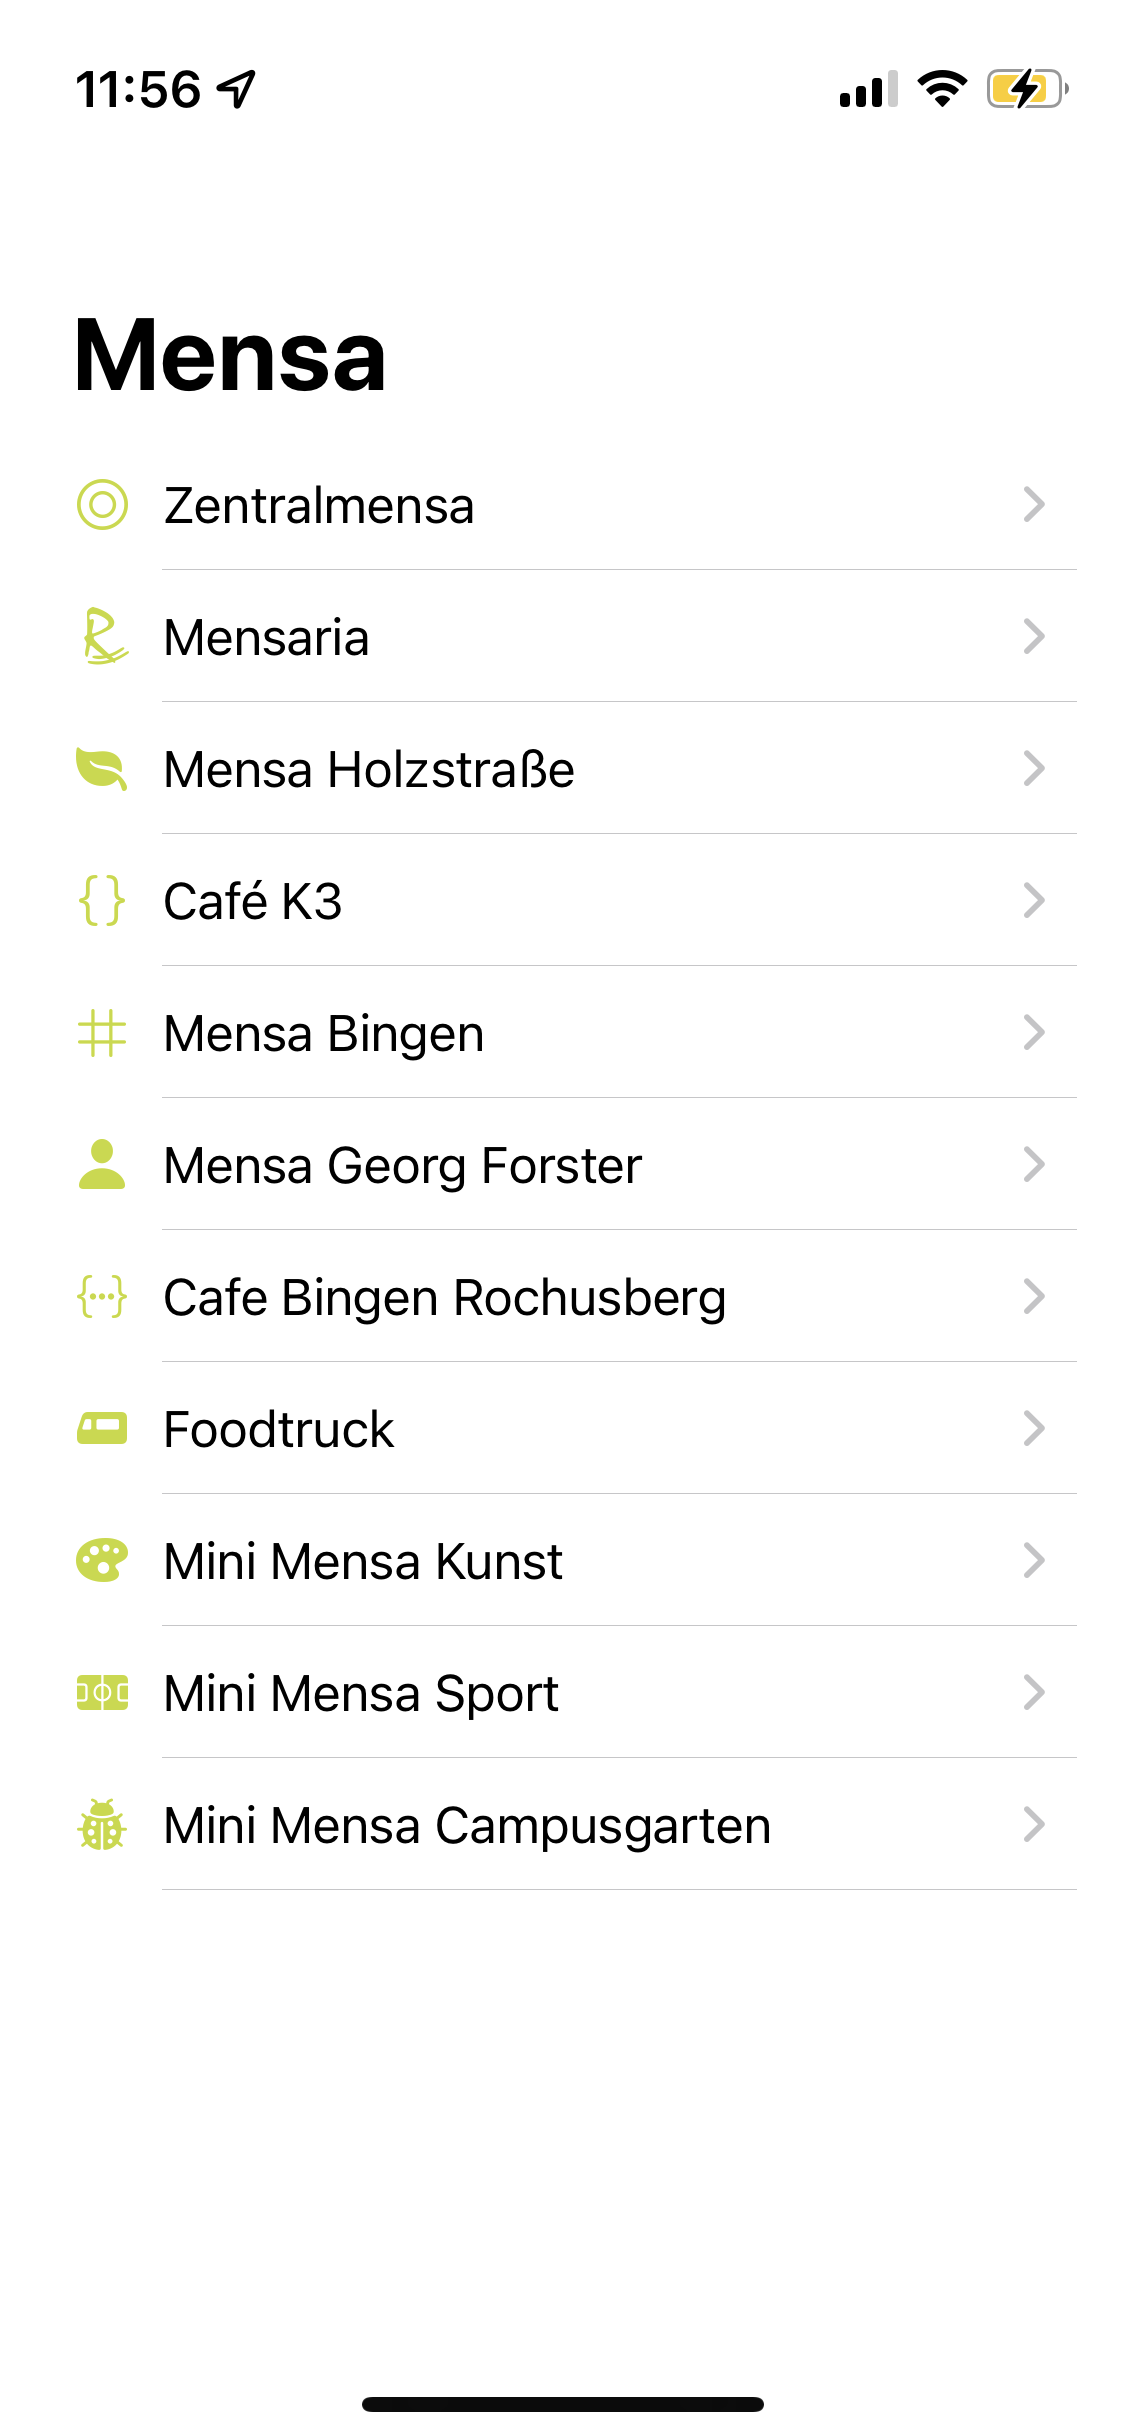 11:56
Mensa
Zentralmensa
Mensaria
Mensa Holzstraße
Café K3
Mensa Bingen
Mensa Georg Forster
Cafe Bingen Rochusberg
Foodtruck
Mini Mensa Kunst
Mini Mensa Sport
Mini Mensa Campusgarten